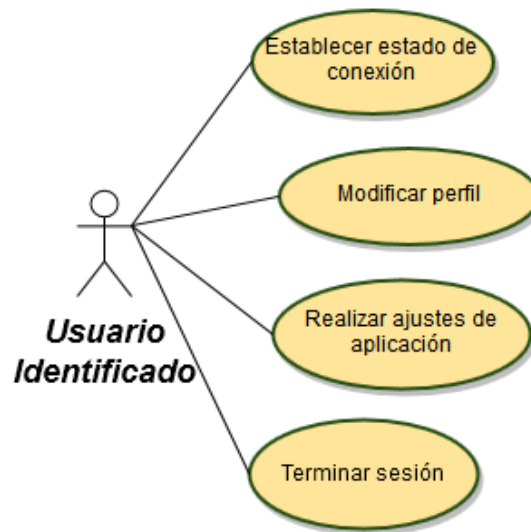 Establecer estado de
conexión
Modificar perfil
Usuario
Identificado
Realizar ajustes de
aplicación
Terminar sesión